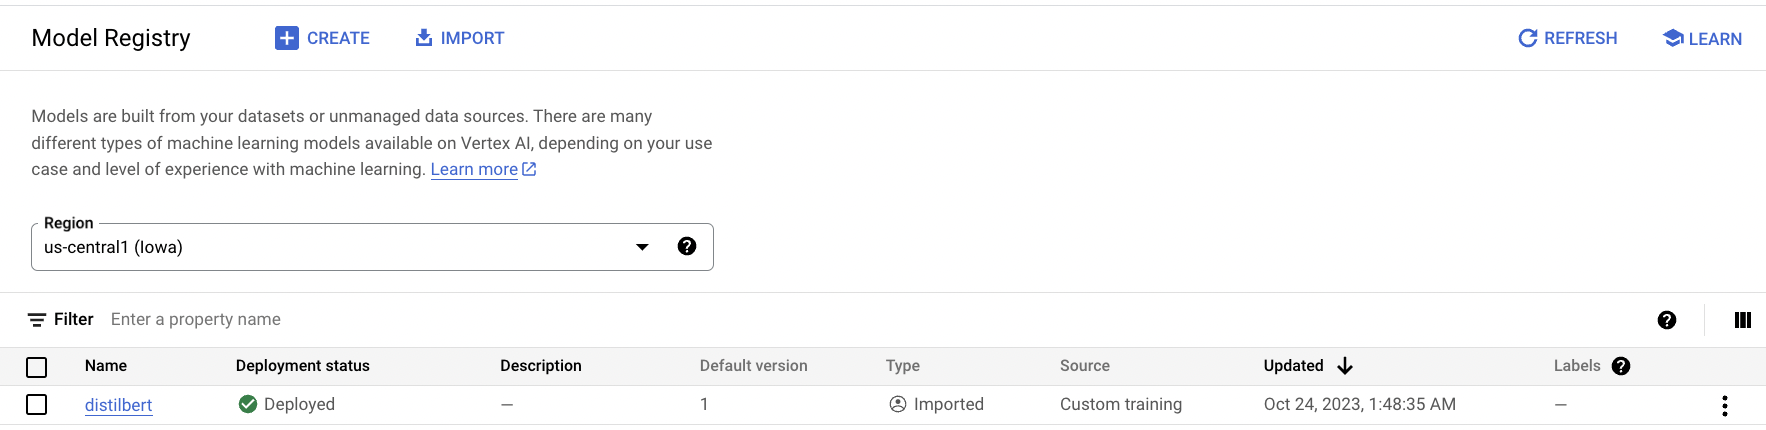 Model Registry CREATE IMPORT REFRESH LEARN
Models are built from your datasets or unmanaged data sources. There are many
different types of machine learning models available on Vertex AI, depending on your use
case and level of experience with machine learning. Learn more
Region
us-central1 (Iowa)
Filter Enter a property name
Name Deployment status Description Default version Type Source Updated Labels
distilbert Deployed — 1 Imported Custom training Oct 24, 2023, 1:48:35 AM —